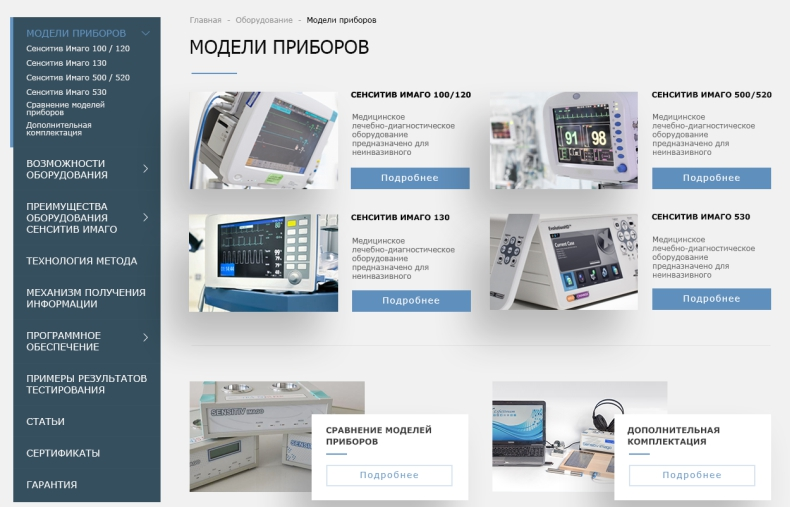 МОДЕЛИ ПРИБОРОВ
Сенситив Имаго 100 / 120
Сенситив Имаго 130
Сенситив Имаго 500 / 520
Сенситив Имаго 530
Сравнение моделей
приборов
Дополнительная
комплектация
ВОЗМОЖНОСТИ
ОБОРУДОВАНИЯ
ПРЕИМУЩЕСТВА
ОБОРУДОВАНИЯ
СЕНСИТИВ ИМАГО
ТЕХНОЛОГИЯ МЕТОДА
МЕХАНИЗМ ПОЛУЧЕНИЯ
ИНФОРМАЦИИ
ПРОГРАММНОЕ
ОБЕСПЕЧЕНИЕ
ПРИМЕРЫ РЕЗУЛЬТАТОВ
ТЕСТИРОВАНИЯ
СТАТЬИ
СЕРТИФИКАТЫ
ГАРАНТИЯ
Главная - Оборудование - Модели приборов
МОДЕЛИ ПРИБОРОВ
СЕНСИТИВ ИМАГО 100/120
Медицинское
лечебно-диагностическое
оборудование
предназначено для
неинвазивного
Подробнее
91 98
СЕНСИТИВ ИМАГО 500/520
Медицинское
лечебно-диагностическое
оборудование
предназначено для
неинвазивного
Подробнее
СЕНСИТИВ ИМАГО 130
Медицинское
лечебно-диагностическое
оборудование
предназначено для
неинвазивного
Подробнее
СЕНСИТИВ ИМАГО 530
Медицинское
лечебно-диагностическое
оборудование
предназначено для
неинвазивного
Подробнее
SENSITIV IMAGO
СРАВНЕНИЕ МОДЕЛЕЙ
ПРИБОРОВ
Подробнее
ДОПОЛНИТЕЛЬНАЯ
КОМПЛЕКТАЦИЯ
Подробнее